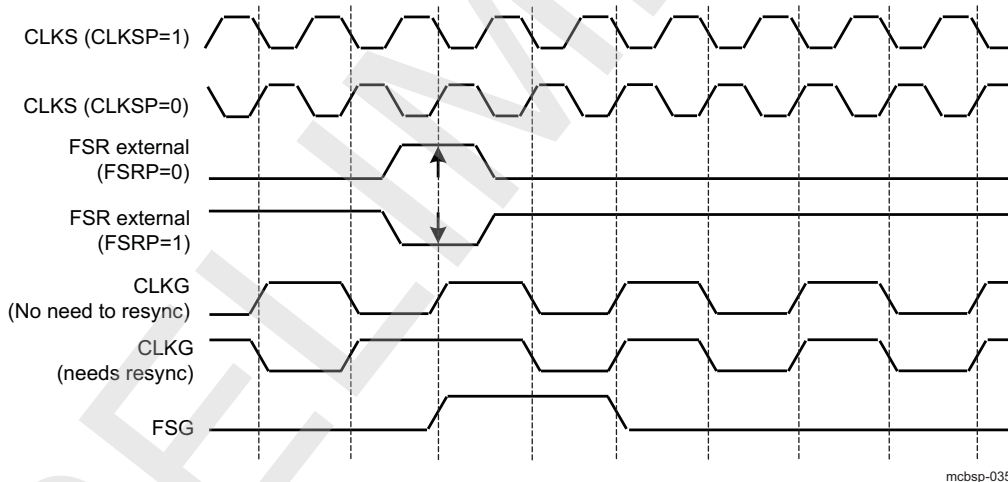 CLKS (CLKSP=1)
CLKS (CLKSP=0)
FSR external
(FSRP=0)
FSR external
(FSRP=1)
CLKG
(No need to resync)
CLKG
(needs resync)
FSG
mcbsp-035